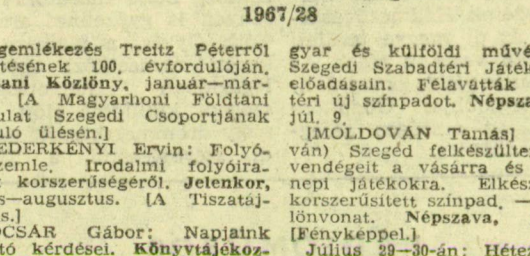 1967/28
gemlékezés Treitz Péterről
tésének 100. évfordulóján.
ani Közlöny, január—már-
[A Magyarhoni Földtani
ulat Szegedi Csoportjának
uló ülésén.]
EDERKÉNYI Ervin: Folyó-
zemle. Irodalmi folyóira-
korszerűségéről. Jelenkor,
s—augusztus. [A Tiszatáj-
s.]
OCSÁR Gábor: Napjaink
tó kérdései. Könyvtájékoz-
gyar és külföldi művé
Szegedi Szabadtéri Játék
előadásain. Felavatták
téri új színpadot. Népsza
júl. 9.
[MOLDOVÁN Tamás]
ván) Szeged felkészülten
vendégeit a vásárra és
nepi játékokra. Elkész
korszerűsített színpad. —
lönvonat. Népszava,
[Fényképpel.]
Július 29—30-án: Hétez